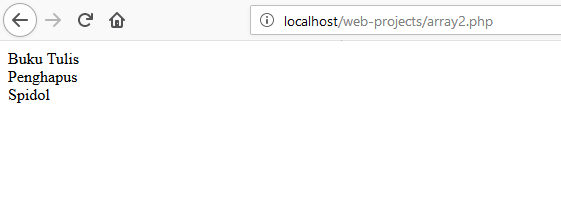 localhost/web-projects/array2.php
Buku Tulis
Penghapus
Spidol